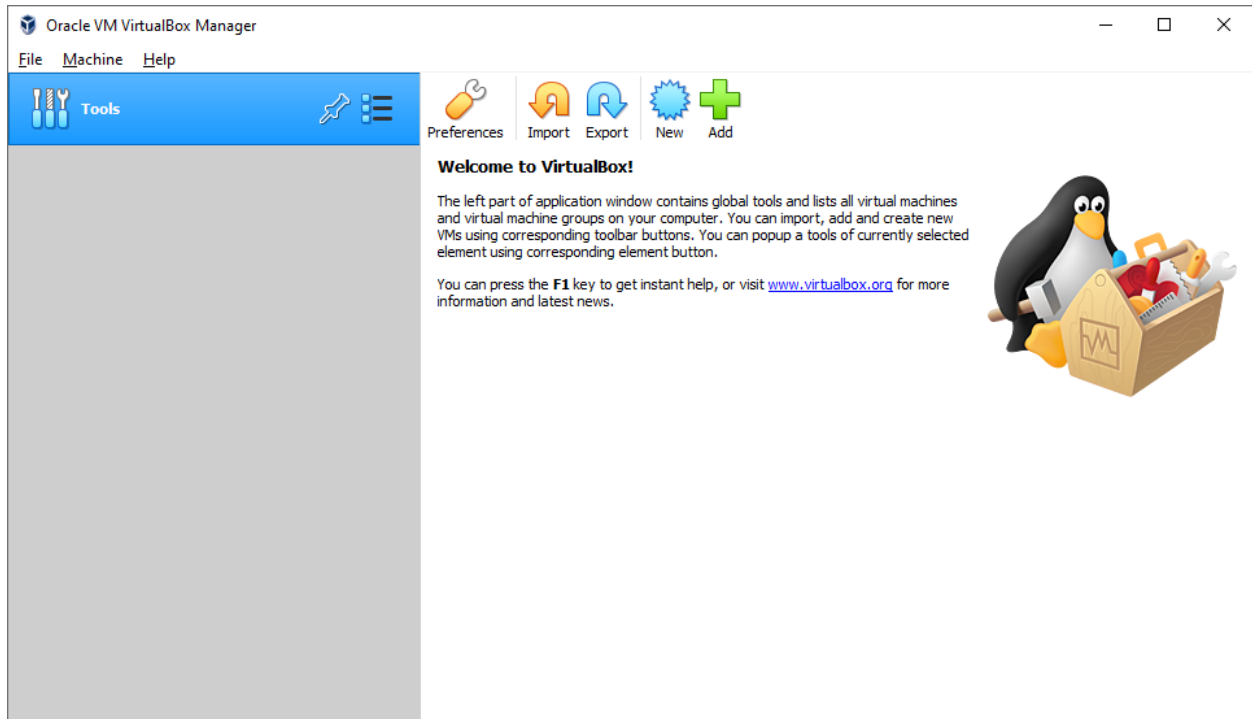 Oracle VM VirtualBox Manager
File Machine Help
Tools
Preferences Import Export New Add
Welcome to VirtualBox!
The left part of application window contains global tools and lists all virtual machines
and virtual machine groups on your computer. You can import, add and create new
VMs using corresponding toolbar buttons. You can popup a tools of currently selected
element using corresponding element button.
You can press the F1 key to get instant help, or visit www.virtualbox.org for more
information and latest news.